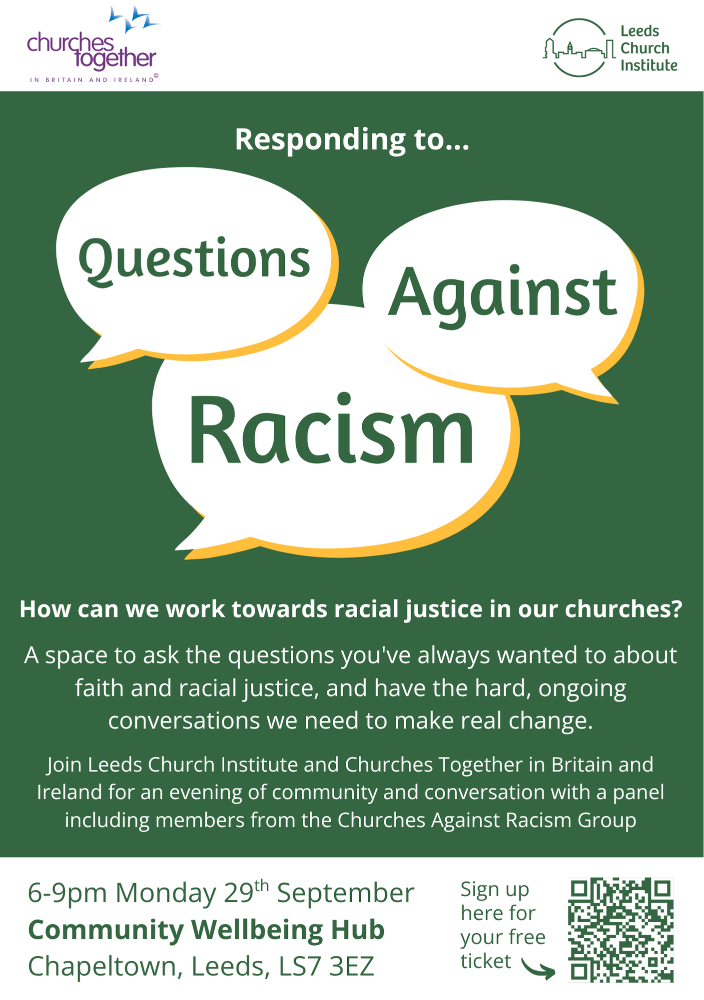 churches
together
IN BRITAIN AND IRELAND©
Leeds
Church
Institute
Responding to...
Questions
Against
Racism
How can we work towards racial justice in our churches?
A space to ask the questions you've always wanted to about
faith and racial justice, and have the hard, ongoing
conversations we need to make real change.
Join Leeds Church Institute and Churches Together in Britain and
Ireland for an evening of community and conversation with a panel
including members from the Churches Against Racism Group
6-9pm Monday 29th September
Community Wellbeing Hub
Chapeltown, Leeds, LS7 3EZ
Sign up
here for
your free
ticket